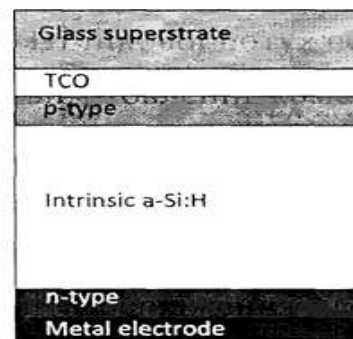 Glass superstrate
TCO
p-type
Intrinsic a-Si:H
n-type
Metal electrode